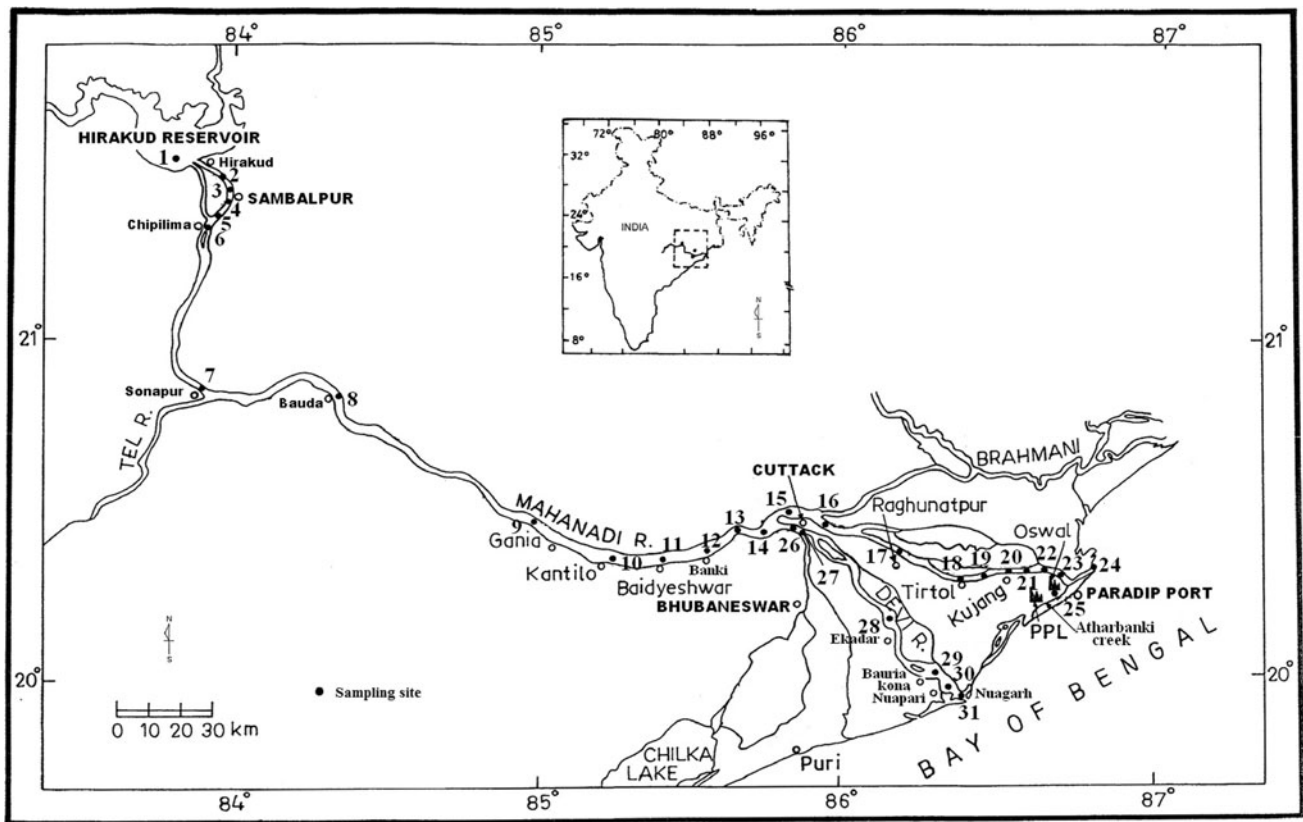 84°
85°
86°
87°
72°
80°
88°
96°
32°
24°
16°
8°
INDIA
N
S
HIRAKUD RESERVOIR
1
Hirakud
2
3
SAMBALPUR
4
Chipilima
5
6
21°
21°
7
Sonapur
Bauda
8
TEL R.
BRAHMANI
CUTTACK
Raghunatpur
MAHANADI R.
15
16
Oswal
9
13
Gania
11
12
14
26
17
18
19
20
22
23
24
10
Kantilo
Banki
27
Baidyeshwar
Tirtol
Kujang
21
PARADIP PORT
BHUBANESWAR
25
DEVI R.
PPL
Atharbanki
creek
28
Ekadar
N
S
29
20°
20°
Bauria
kona
30
Nuapari
Nuagarh
31
Sampling site
0 10 20 30 km
BAY OF BENGAL
CHILKA
LAKE
Puri
84°
85°
86°
87°